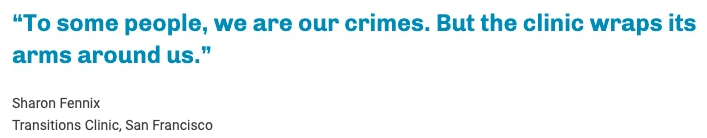 “To some people, we are our crimes. But the clinic wraps its
arms around us.”
Sharon Fennix
Transitions Clinic, San Francisco